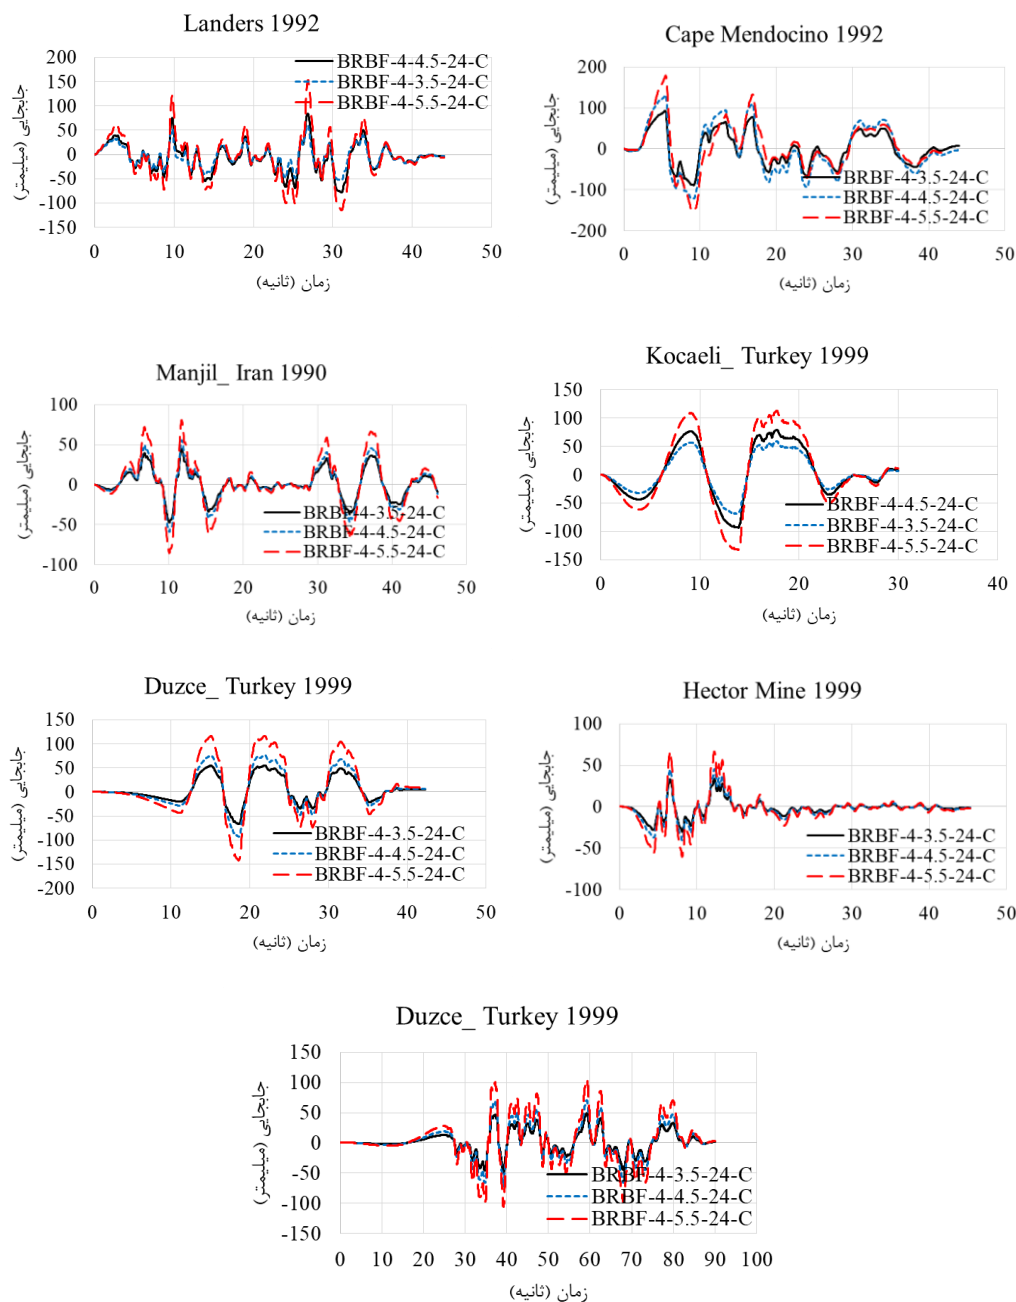 Landers 1992
200
150
100
50
0
-50
-100
-150
0 10 20 30 40 50
جابجایی (میلیمتر)
زمان (ثانیه)
BRBF-4-4.5-24-C
BRBF-4-3.5-24-C
BRBF-4-5.5-24-C
Cape Mendocino 1992
200
100
0
-100
-200
0 10 20 30 40 50
جابجایی (میلیمتر)
زمان (ثانیه)
BRBF-4-3.5-24-C
BRBF-4-4.5-24-C
BRBF-4-5.5-24-C
Manjil_ Iran 1990
100
50
0
-50
-100
0 10 20 30 40 50
جابجایی (میلیمتر)
زمان (ثانیه)
BRBF-4-3.5-24-C
BRBF-4-4.5-24-C
BRBF-4-5.5-24-C
Kocaeli_ Turkey 1999
150
100
50
0
-50
-100
-150
0 10 20 30 40
جابجایی (میلیمتر)
زمان (ثانیه)
BRBF-4-4.5-24-C
BRBF-4-3.5-24-C
BRBF-4-5.5-24-C
Duzce_ Turkey 1999
150
100
50
0
-50
-100
-150
-200
0 10 20 30 40 50
جابجایی (میلیمتر)
زمان (ثانیه)
BRBF-4-3.5-24-C
BRBF-4-4.5-24-C
BRBF-4-5.5-24-C
Hector Mine 1999
100
50
0
-50
-100
0 10 20 30 40 50
جابجایی (میلیمتر)
زمان (ثانیه)
BRBF-4-3.5-24-C
BRBF-4-4.5-24-C
BRBF-4-5.5-24-C
Duzce_ Turkey 1999
150
100
50
0
-50
-100
-150
0 10 20 30 40 50 60 70 80 90 100
جابجایی (میلیمتر)
زمان (ثانیه)
BRBF-4-3.5-24-C
BRBF-4-4.5-24-C
BRBF-4-5.5-24-C